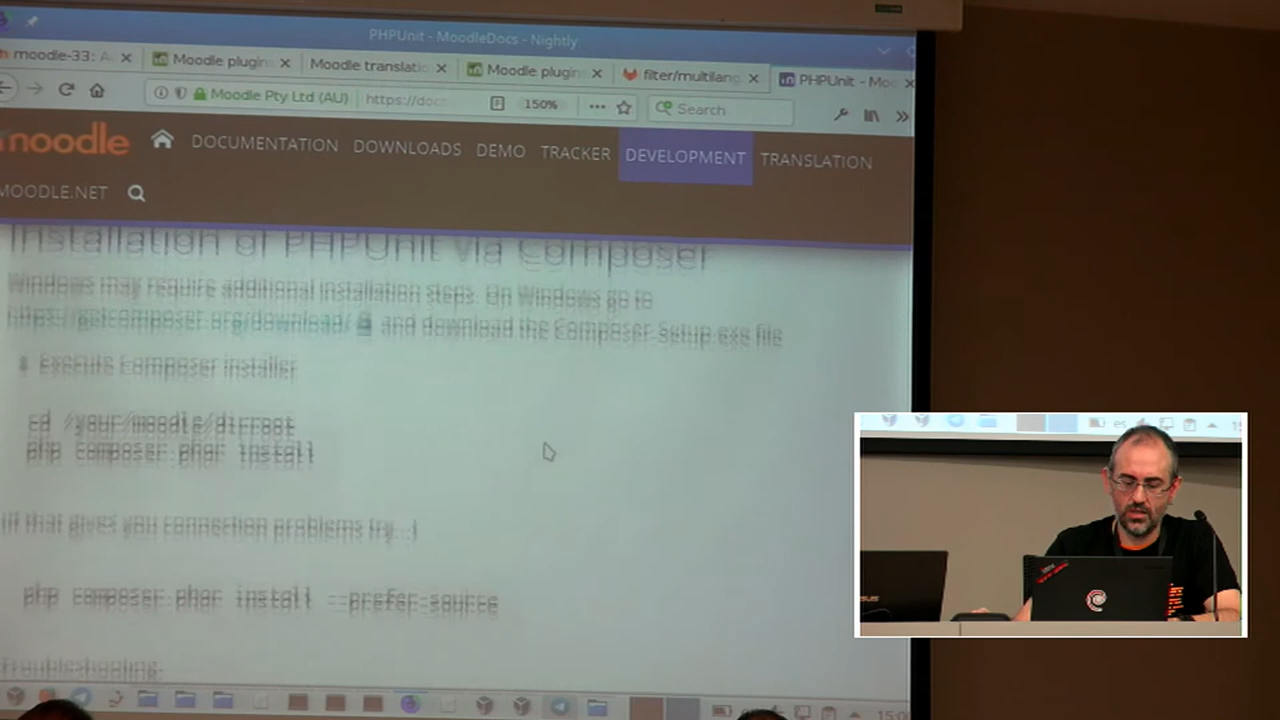 PHPUnit - MoodleDocs - Nightly
moodle-33: A
Moodle plugin
Moodle translati
Moodle plugin
filter/multilang
PHPUnit - Moo
Moodle Pty Ltd (AU)
https://doc
150%
Search
moodle
DOCUMENTATION
DOWNLOADS
DEMO
TRACKER
DEVELOPMENT
TRANSLATION
MOODLE.NET
Installation of PHPUnit via Composer
Windows may require additional installation steps. On Windows go to
https://getcomposer.org/download/ and download the Composer-Setup.exe file
Execute Composer installer
cd /your/moodle/dirroot
php composer.phar install
(if that gives you connection problems try...)
php composer.phar install --prefer-source
Troubleshooting:
es